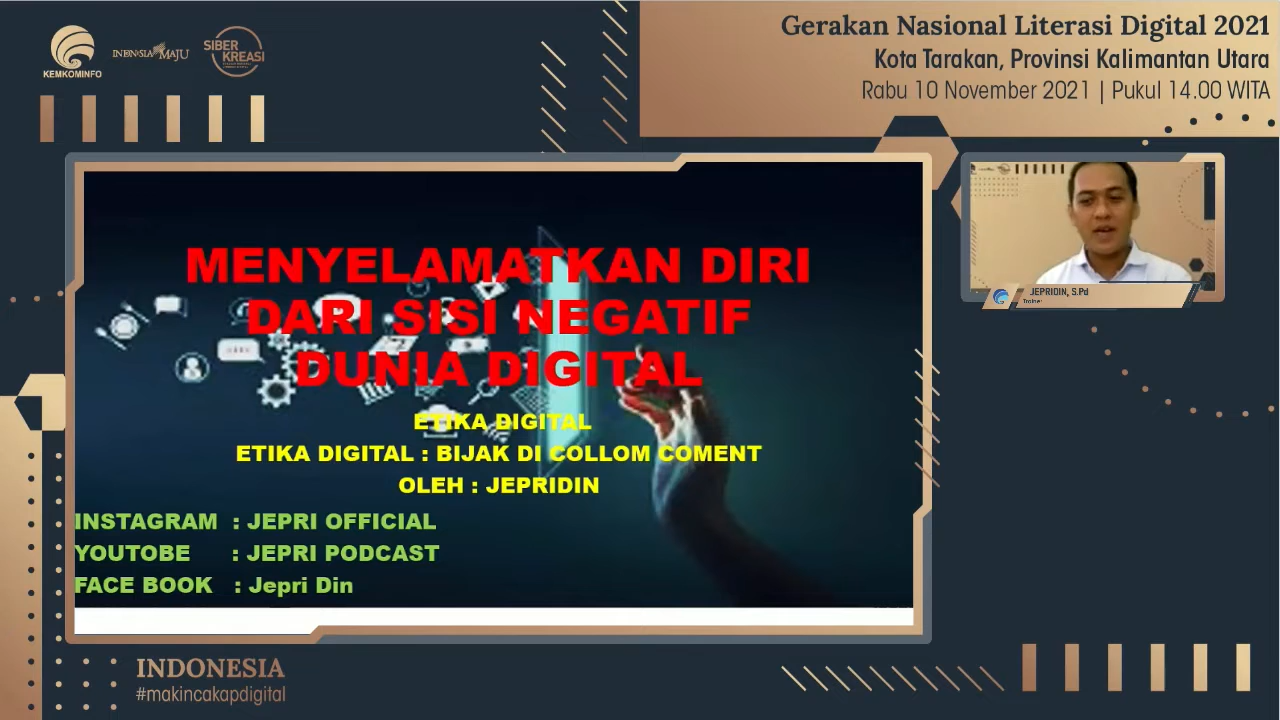 KEMKOMINFO
INDONESIA MAJU
SIBER
KREASI
Gerakan Nasional Literasi Digital 2021
Kota Tarakan, Provinsi Kalimantan Utara
Rabu 10 November 2021 | Pukul 14.00 WITA
MENYELAMATKAN DIRI
DARI SISI NEGATIF
DUNIA DIGITAL
ETIKA DIGITAL
ETIKA DIGITAL : BIJAK DI COLLOM COMENT
OLEH : JEPRIDIN
INSTAGRAM : JEPRI OFFICIAL
YOUTOBE : JEPRI PODCAST
FACE BOOK : Jepri Din
JEPRIDIN, S.Pd
Trainer
INDONESIA
#makincakapdigital